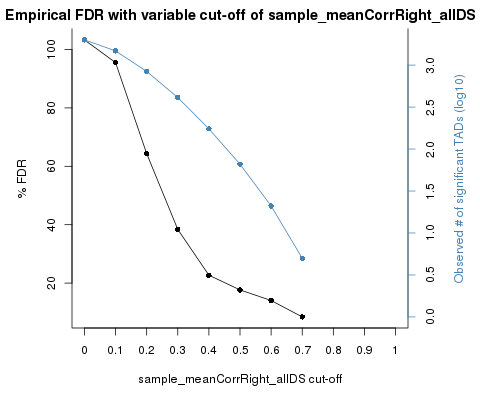 Empirical FDR with variable cut-off of sample_meanCorrRight_allDS
100
80
60
40
20
% FDR
3.0
2.5
2.0
1.5
1.0
0.5
0.0
Observed # of significant TADs (log10)
0 0.1 0.2 0.3 0.4 0.5 0.6 0.7 0.8 0.9 1
sample_meanCorrRight_allDS cut-off